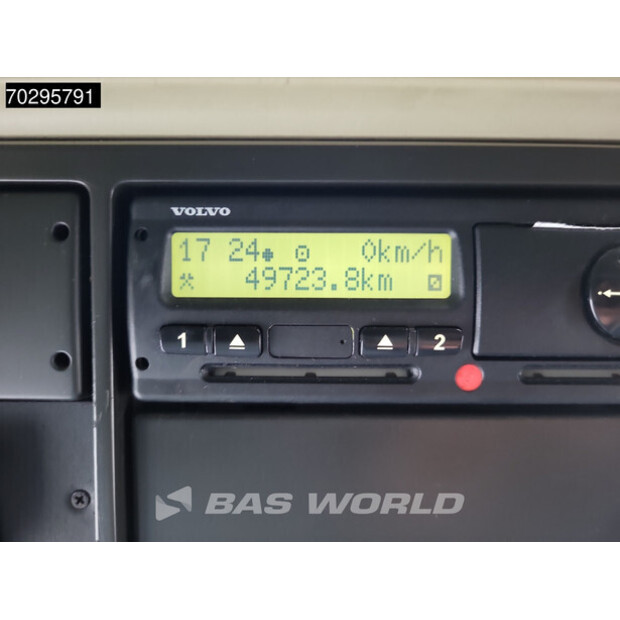 70295791
VOLVO
17 24 0km/h
49723.8km
1 2
BAS WORLD